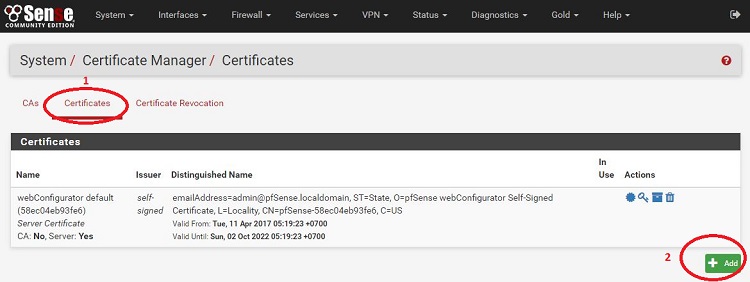 Sense
COMMUNITY EDITION
System Interfaces Firewall Services VPN Status Diagnostics Gold Help
System / Certificate Manager / Certificates
1
CAs Certificates Certificate Revocation
Certificates
Name Issuer Distinguished Name In Use Actions
webConfigurator default
(58ec04eb93fe6)
Server Certificate
CA: No, Server: Yes
self-
signed
emailAddress=admin@pfSense.localdomain, ST=State, O=pfSense webConfigurator Self-Signed
Certificate, L=Locality, CN=pfSense-58ec04eb93fe6, C=US
Valid From: Tue, 11 Apr 2017 05:19:23 +0700
Valid Until: Sun, 02 Oct 2022 05:19:23 +0700
2
Add